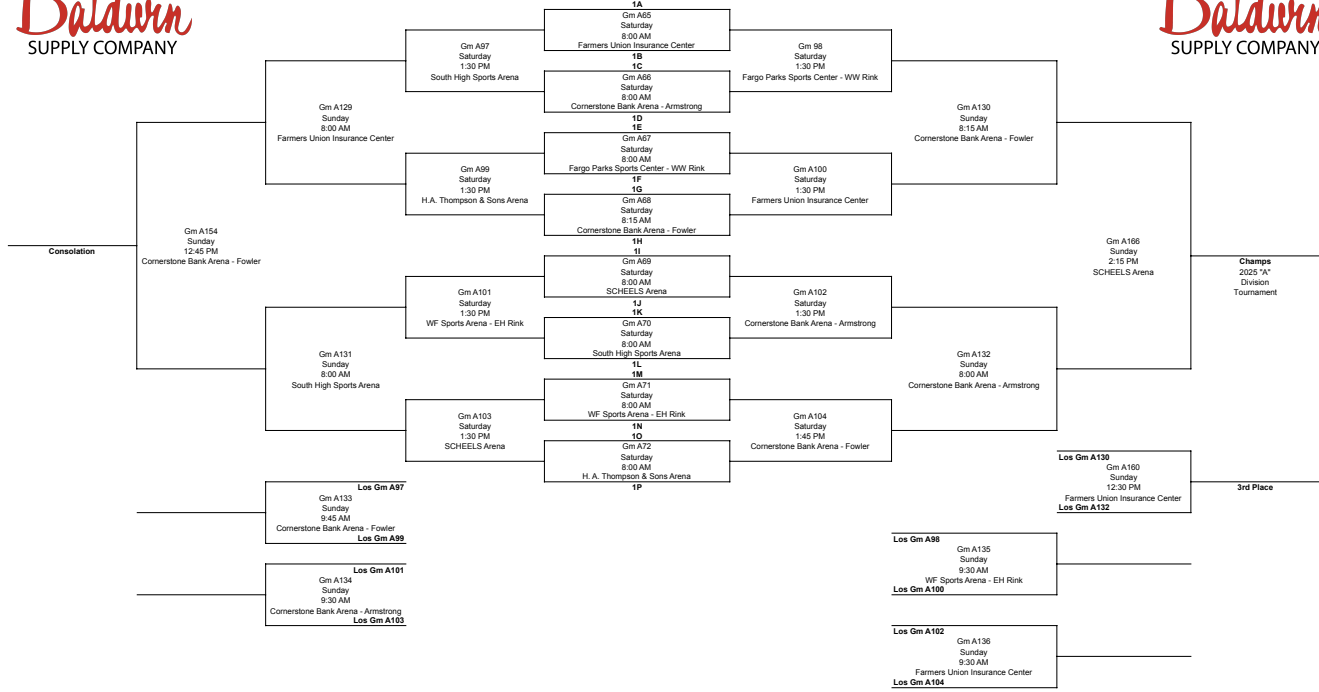 Baldwin
SUPPLY COMPANY
Baldwin
SUPPLY COMPANY
1A
Gm A65
Saturday
8:00 AM
Farmers Union Insurance Center
1B
1C
Gm A66
Saturday
8:00 AM
Cornerstone Bank Arena - Armstrong
1D
1E
Gm A67
Saturday
8:00 AM
Fargo Parks Sports Center - WW Rink
1F
1G
Gm A68
Saturday
8:15 AM
Cornerstone Bank Arena - Fowler
1H
1I
Gm A69
Saturday
8:00 AM
SCHEELS Arena
1J
1K
Gm A70
Saturday
8:00 AM
South High Sports Arena
1L
1M
Gm A71
Saturday
8:00 AM
WF Sports Arena - EH Rink
1N
1O
Gm A72
Saturday
8:00 AM
H. A. Thompson & Sons Arena
1P
Gm A97
Saturday
1:30 PM
South High Sports Arena
Gm A99
Saturday
1:30 PM
H.A. Thompson & Sons Arena
Gm A101
Saturday
1:30 PM
WF Sports Arena - EH Rink
Gm A103
Saturday
1:30 PM
SCHEELS Arena
Gm A129
Sunday
8:00 AM
Farmers Union Insurance Center
Gm A131
Sunday
8:00 AM
South High Sports Arena
Gm A154
Sunday
12:45 PM
Cornerstone Bank Arena - Fowler
Consolation
Los Gm A97
Gm A133
Sunday
9:45 AM
Cornerstone Bank Arena - Fowler
Los Gm A99
Los Gm A101
Gm A134
Sunday
9:30 AM
Cornerstone Bank Arena - Armstrong
Los Gm A103
Gm 98
Saturday
1:30 PM
Fargo Parks Sports Center - WW Rink
Gm A100
Saturday
1:30 PM
Farmers Union Insurance Center
Gm A102
Saturday
1:30 PM
Cornerstone Bank Arena - Armstrong
Gm A104
Saturday
1:45 PM
Cornerstone Bank Arena - Fowler
Gm A130
Sunday
8:15 AM
Cornerstone Bank Arena - Fowler
Gm A132
Sunday
8:00 AM
Cornerstone Bank Arena - Armstrong
Gm A166
Sunday
2:15 PM
SCHEELS Arena
Champs
2025 "A"
Division
Tournament
Los Gm A130
Gm A160
Sunday
12:30 PM
Farmers Union Insurance Center
Los Gm A132
3rd Place
Los Gm A98
Gm A135
Sunday
9:30 AM
WF Sports Arena - EH Rink
Los Gm A100
Los Gm A102
Gm A136
Sunday
9:30 AM
Farmers Union Insurance Center
Los Gm A104